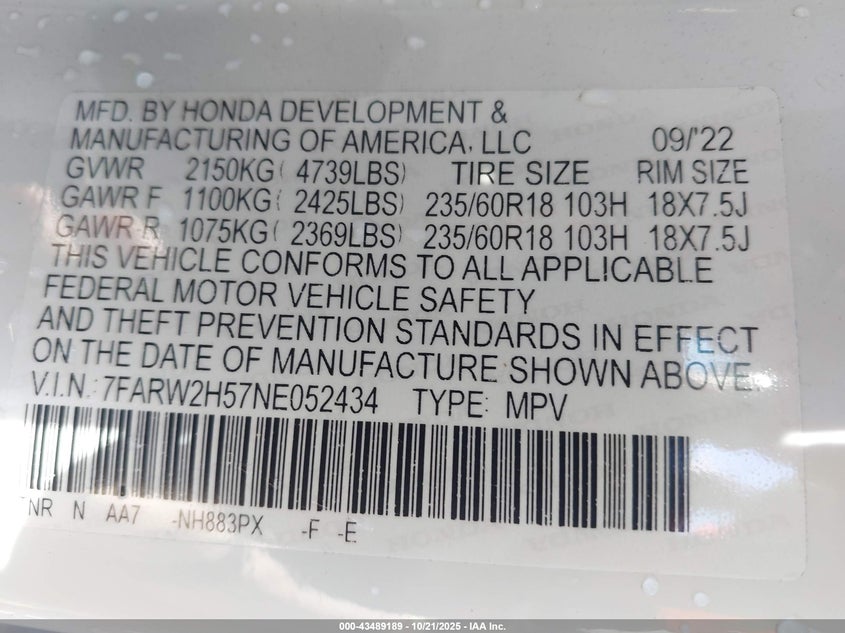 MFD. BY HONDA DEVELOPMENT &
MANUFACTURING OF AMERICA, LLC 09/'22
GVWR 2150KG( 4739LBS) TIRE SIZE RIM SIZE
GAWR F 1100KG( 2425LBS) 235/60R18 103H 18X7.5J
GAWR R 1075KG( 2369LBS) 235/60R18 103H 18X7.5J
THIS VEHICLE CONFORMS TO ALL APPLICABLE
FEDERAL MOTOR VEHICLE SAFETY
AND THEFT PREVENTION STANDARDS IN EFFECT
ON THE DATE OF MANUFACTURE SHOWN ABOVE.
V.I.N.: 7FARW2H57NE052434 TYPE: MPV
NR N AA7 -NH883PX -F -E
000-43489189 - 10/21/2025 - IAA Inc.